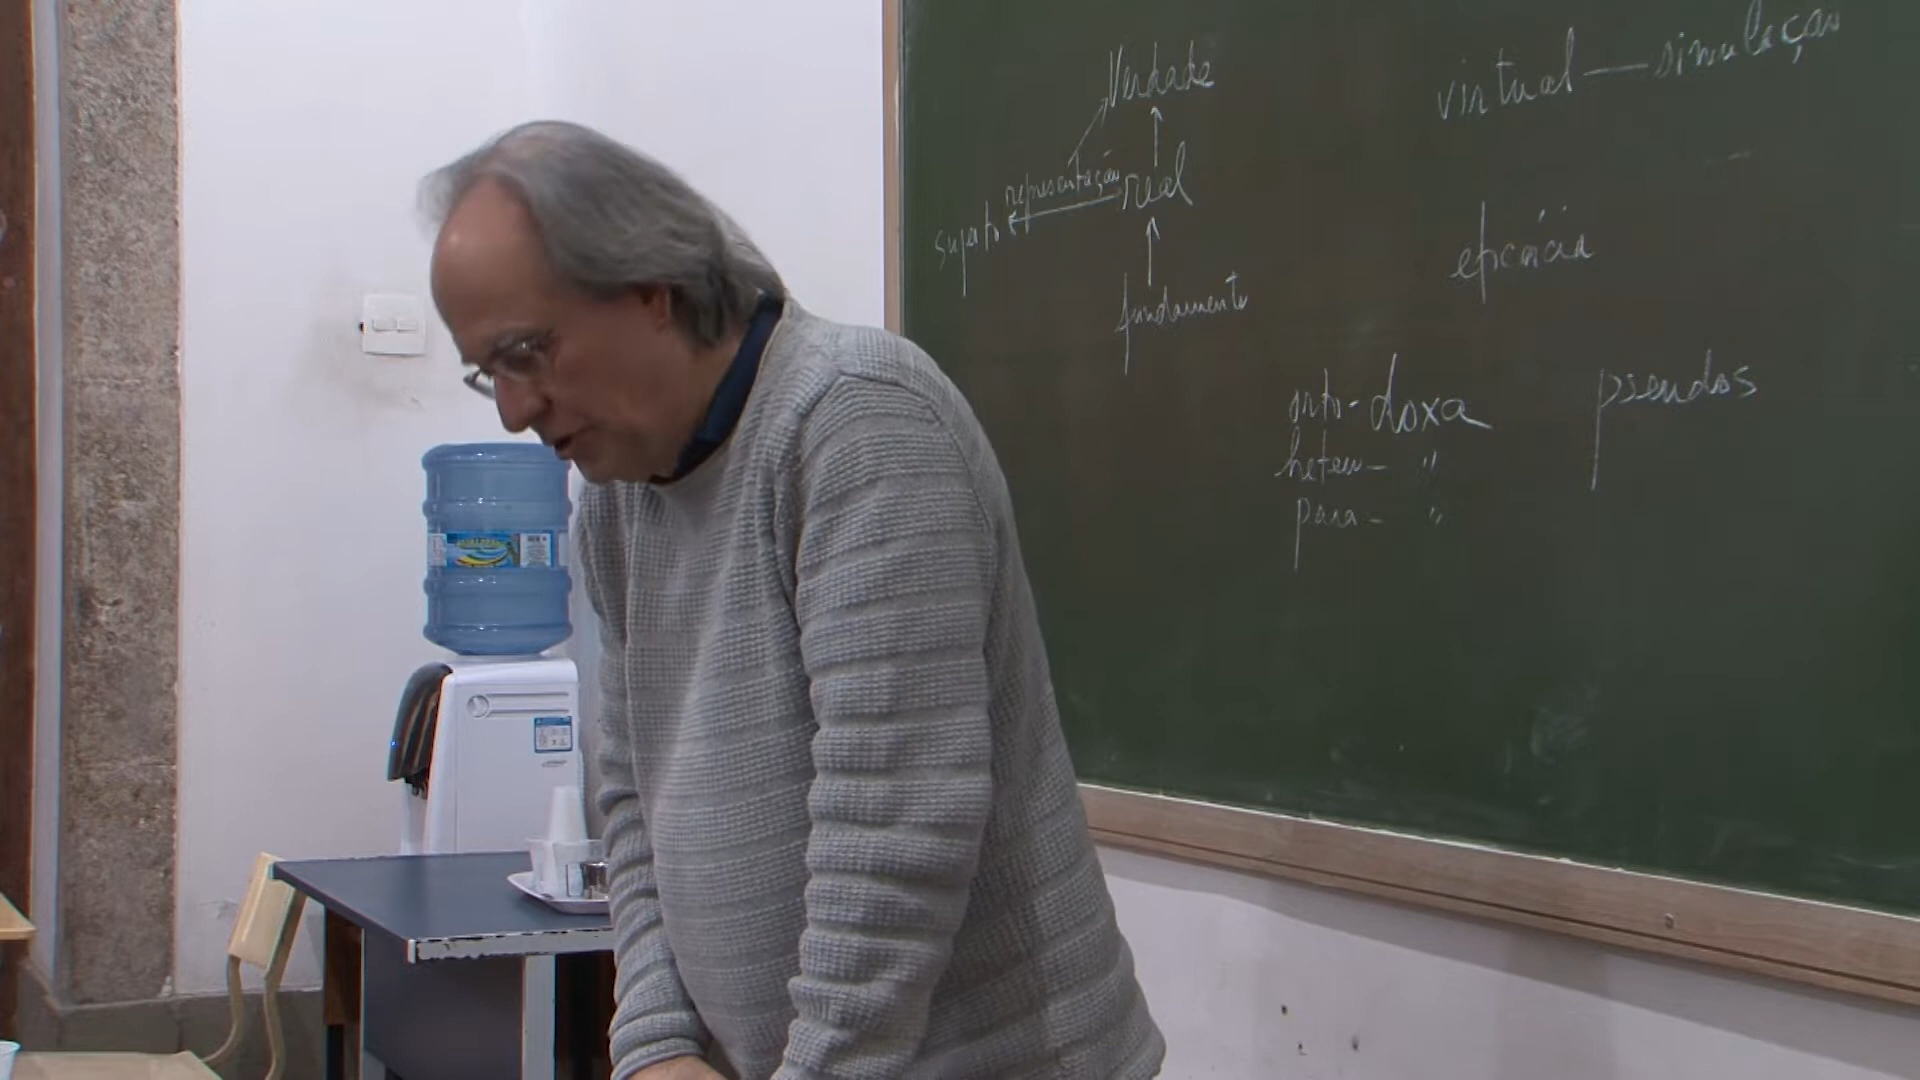 Verdade
virtual — simulação
representação real
sujeito
eficácia
fundamento
orto-doxa
pseudos
hetero- "
para- "